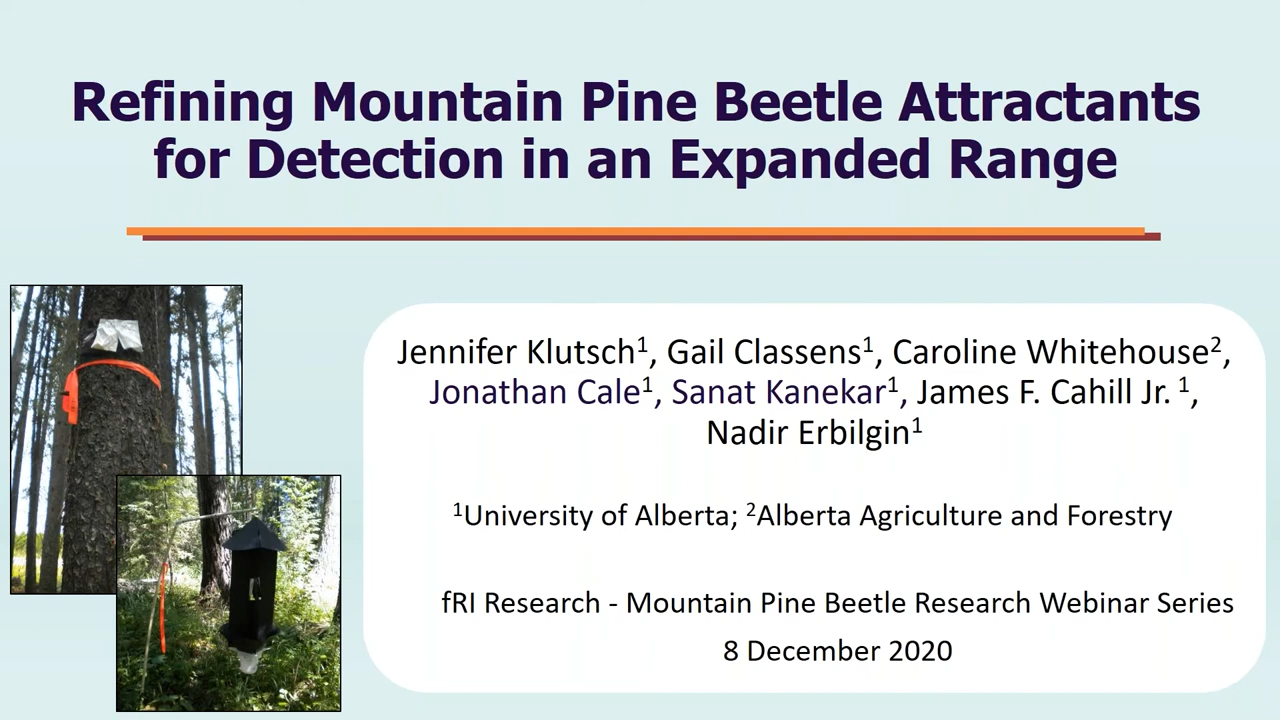 Refining Mountain Pine Beetle Attractants
for Detection in an Expanded Range
Jennifer Klutsch¹, Gail Classens¹, Caroline Whitehouse²,
Jonathan Cale¹, Sanat Kanekar¹, James F. Cahill Jr. ¹,
Nadir Erbilgin¹
¹University of Alberta; ²Alberta Agriculture and Forestry
fRI Research - Mountain Pine Beetle Research Webinar Series
8 December 2020